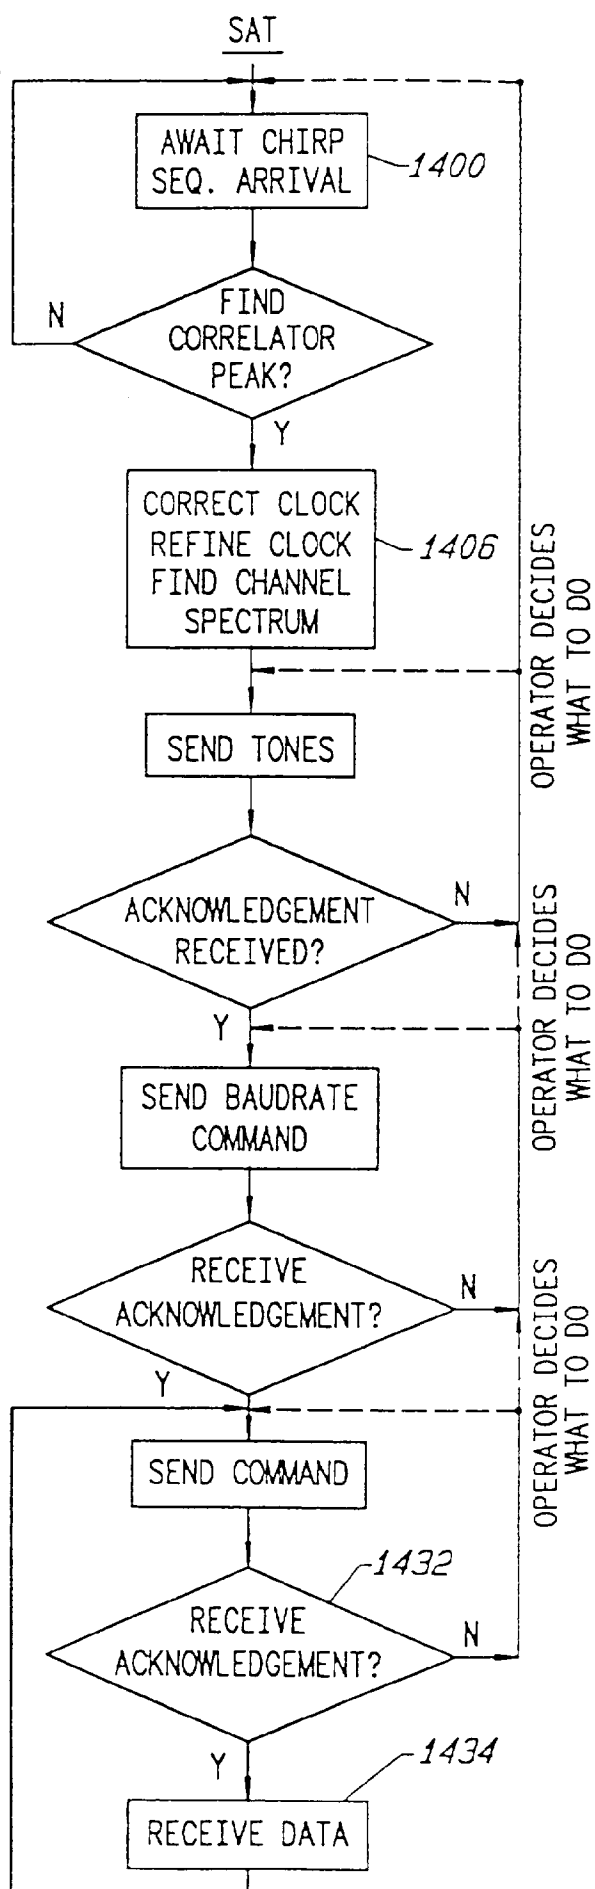 SAT
AWAIT CHIRP
SEQ. ARRIVAL
1400
FIND
CORRELATOR
PEAK?
N
Y
CORRECT CLOCK
REFINE CLOCK
FIND CHANNEL
SPECTRUM
1406
OPERATOR DECIDES
WHAT TO DO
SEND TONES
ACKNOWLEDGEMENT
RECEIVED?
N
Y
OPERATOR DECIDES
WHAT TO DO
SEND BAUDRATE
COMMAND
RECEIVE
ACKNOWLEDGEMENT?
N
Y
OPERATOR DECIDES
WHAT TO DO
SEND COMMAND
1432
RECEIVE
ACKNOWLEDGEMENT?
N
Y
1434
RECEIVE DATA